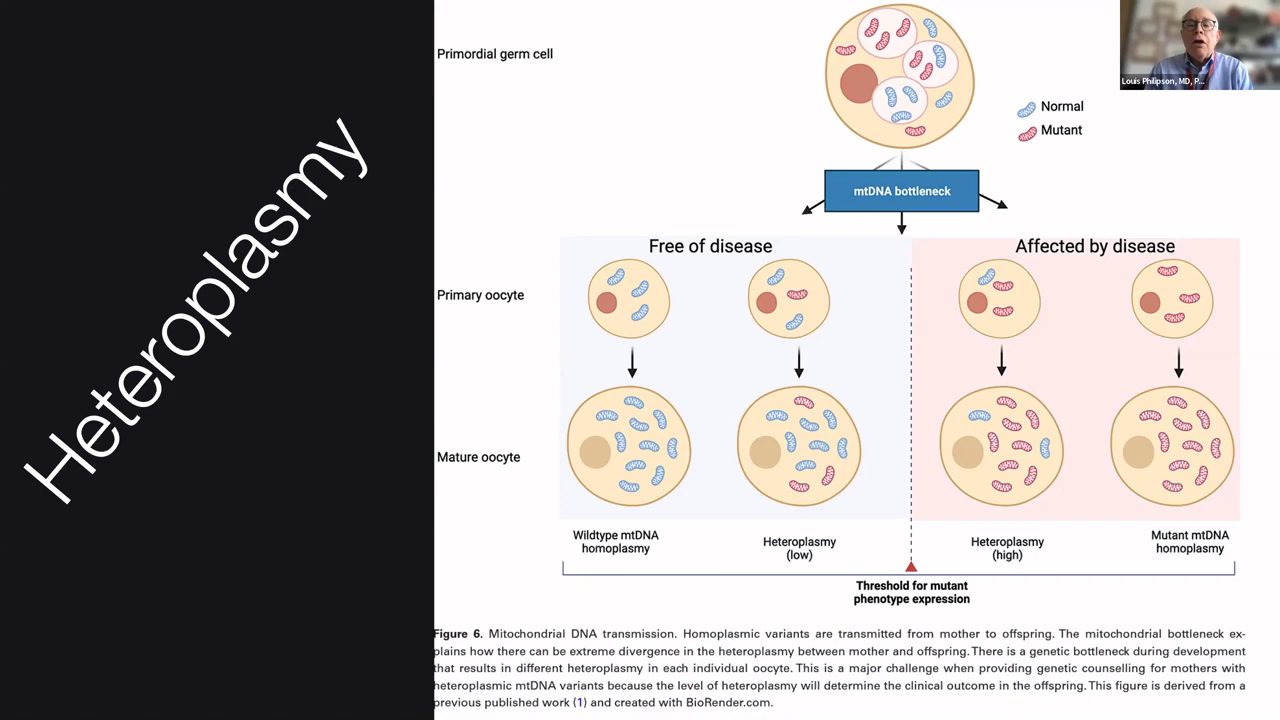 Heteroplasmy
Primordial germ cell
Louis Philipson, MD, P...
Normal
Mutant
mtDNA bottleneck
Free of disease
Affected by disease
Primary oocyte
Mature oocyte
Wildtype mtDNA
homoplasmy
Heteroplasmy
(low)
Heteroplasmy
(high)
Mutant mtDNA
homoplasmy
Threshold for mutant
phenotype expression
Figure 6. Mitochondrial DNA transmission. Homoplasmic variants are transmitted from mother to offspring. The mitochondrial bottleneck ex-
plains how there can be extreme divergence in the heteroplasmy between mother and offspring. There is a genetic bottleneck during development
that results in different heteroplasmy in each individual oocyte. This is a major challenge when providing genetic counselling for mothers with
heteroplasmic mtDNA variants because the level of heteroplasmy will determine the clinical outcome in the offspring. This figure is derived from a
previous published work (1) and created with BioRender.com.